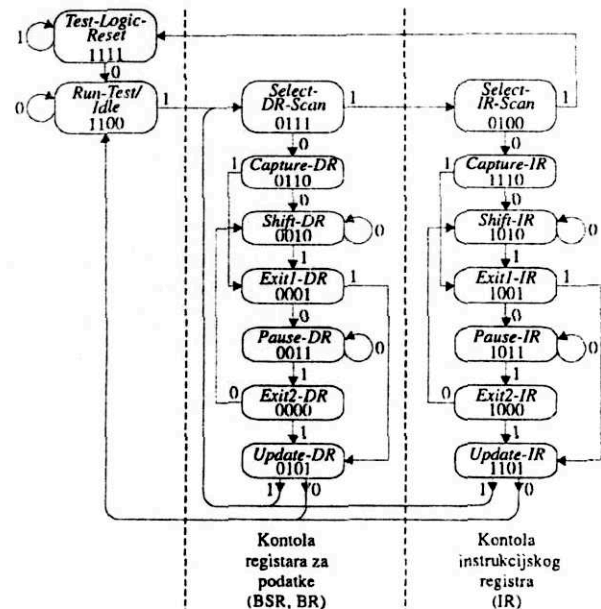 Test-Logic-
Reset
1111
1
0
Run-Test/
Idle
1100
0
1
Select-
DR-Scan
0111
1
0
Capture-DR
0110
1
0
Shift-DR
0010
0
1
Exit1-DR
0001
1
0
Pause-DR
0011
0
1
Exit2-DR
0000
0
1
Update-DR
0101
1
0
Select-
IR-Scan
0100
1
0
Capture-IR
1110
1
0
Shift-IR
1010
0
1
Exit1-IR
1001
1
0
Pause-IR
1011
0
1
Exit2-IR
1000
0
1
Update-IR
1101
1
0
Kontola
registara za
podatke
(BSR, BR)
Kontola
instrukcijskog
registra
(IR)